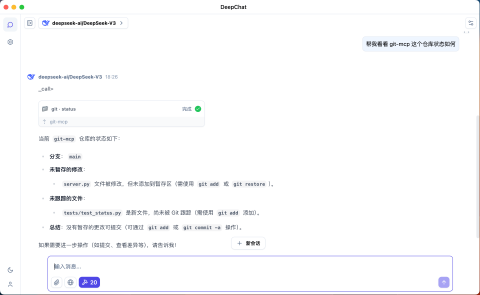 DeepChat
deepseek-ai/DeepSeek-V3 >
帮我看看 git-mcp 这个仓库状态如何
deepseek-ai/DeepSeek-V3 18:26
_call>
git · status 完成
git-mcp
当前 git-mcp 仓库的状态如下:
分支: main
未暂存的修改:
server.py 文件被修改，但未添加到暂存区 (需使用 git add 或 git restore )。
未跟踪的文件:
tests/test_status.py 是新文件，尚未被 Git 跟踪 (需使用 git add 添加)。
总结: 没有暂存的更改可提交 (可通过 git add 或 git commit -a 操作)。
如果需要进一步操作 (如提交、查看差异等)，请告诉我!
+ 新会话
输入消息...
20